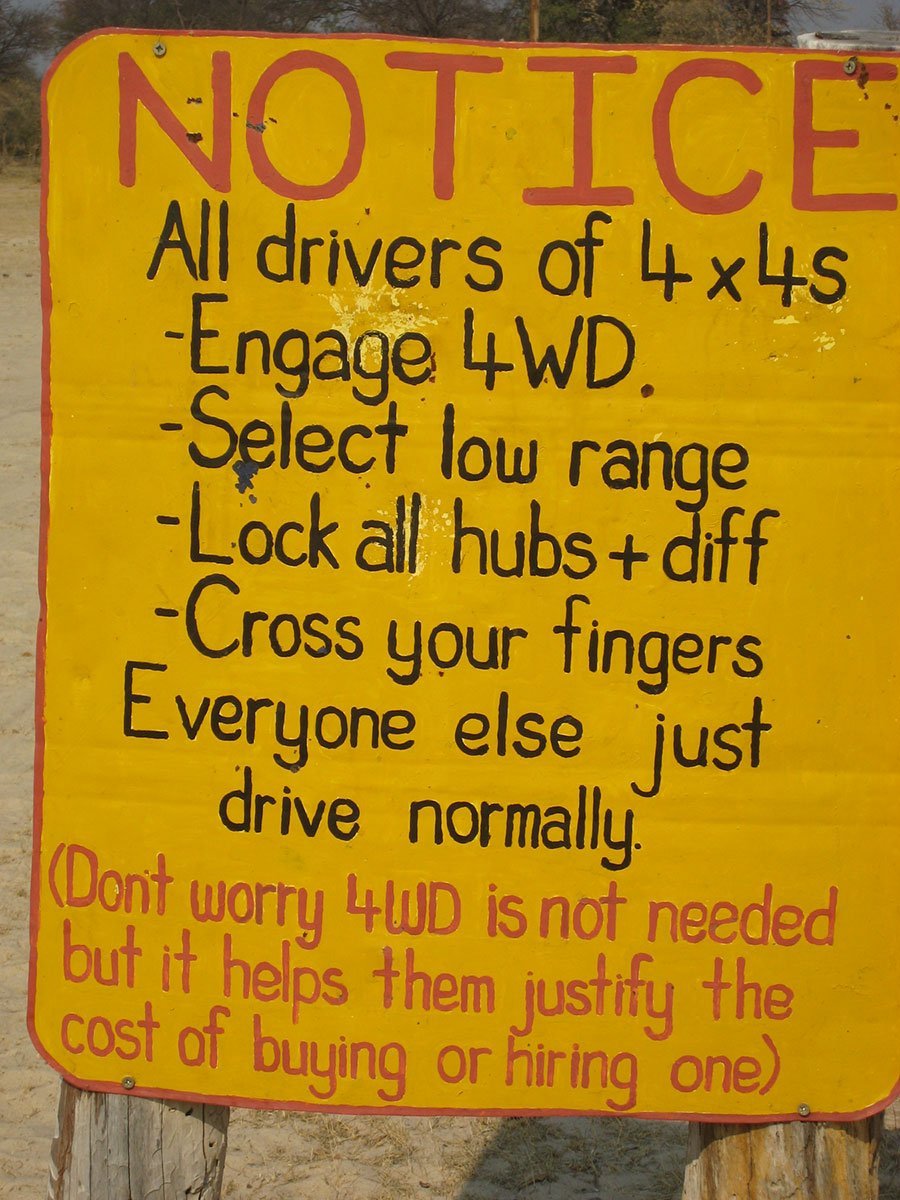 NOTICE
All drivers of 4x4s
-Engage 4WD.
-Select low range
-Lock all hubs + diff
-Cross your fingers
Everyone else just
drive normally.
(Dont worry 4WD is not needed
but it helps them justify the
cost of buying or hiring one)